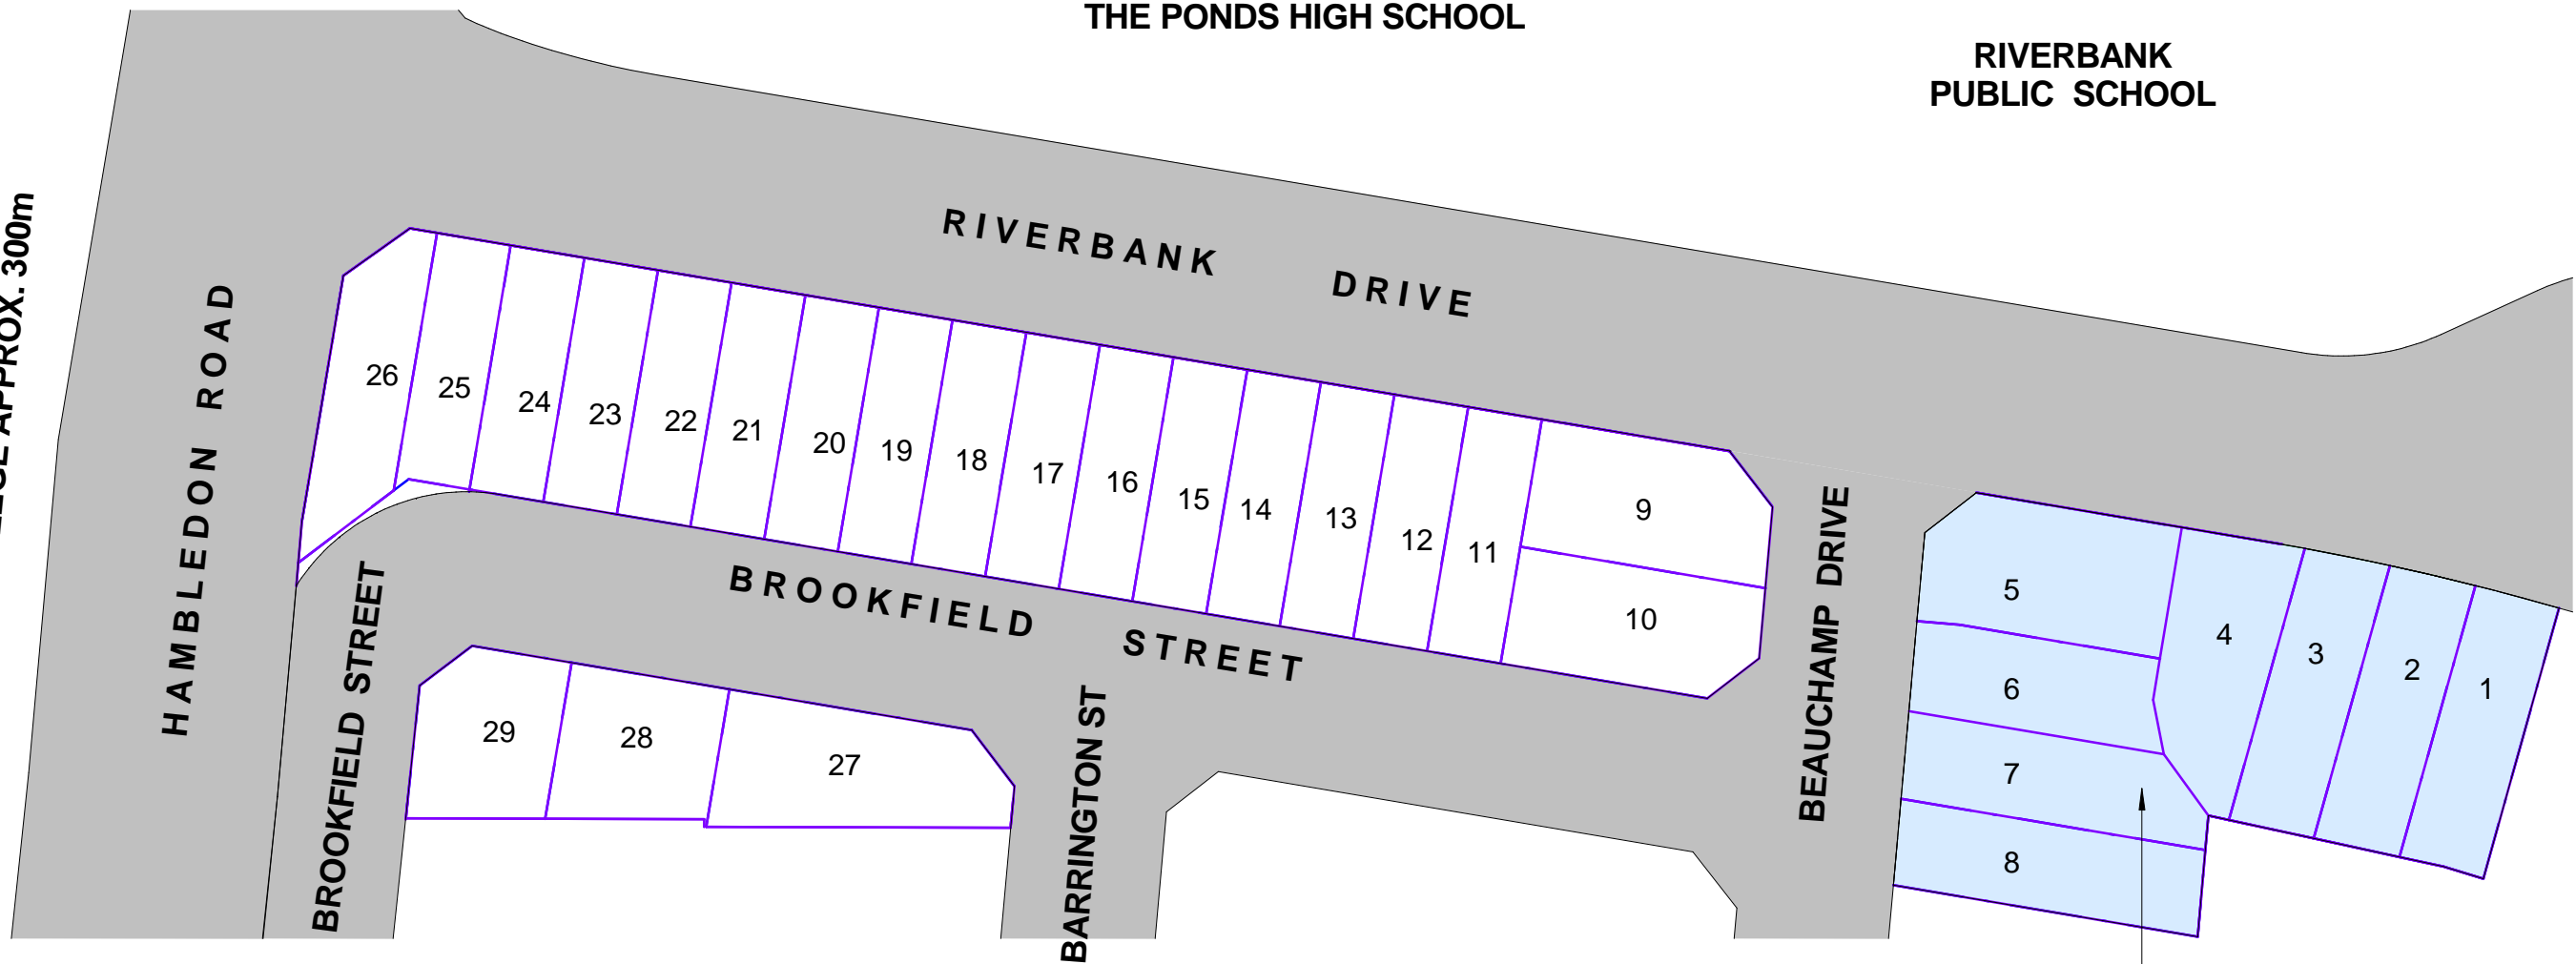 THE PONDS HIGH SCHOOL
RIVERBANK
PUBLIC SCHOOL
APPROX. 300m
HAMBLEDON ROAD
RIVERBANK DRIVE
26
25
24
23
22
21
20
19
18
17
16
15
14
13
12
11
9
10
BROOKFIELD STREET
BROOKFIELD STREET
29
28
27
BARRINGTON ST
BEAUCHAMP DRIVE
5
6
7
8
4
3
2
1